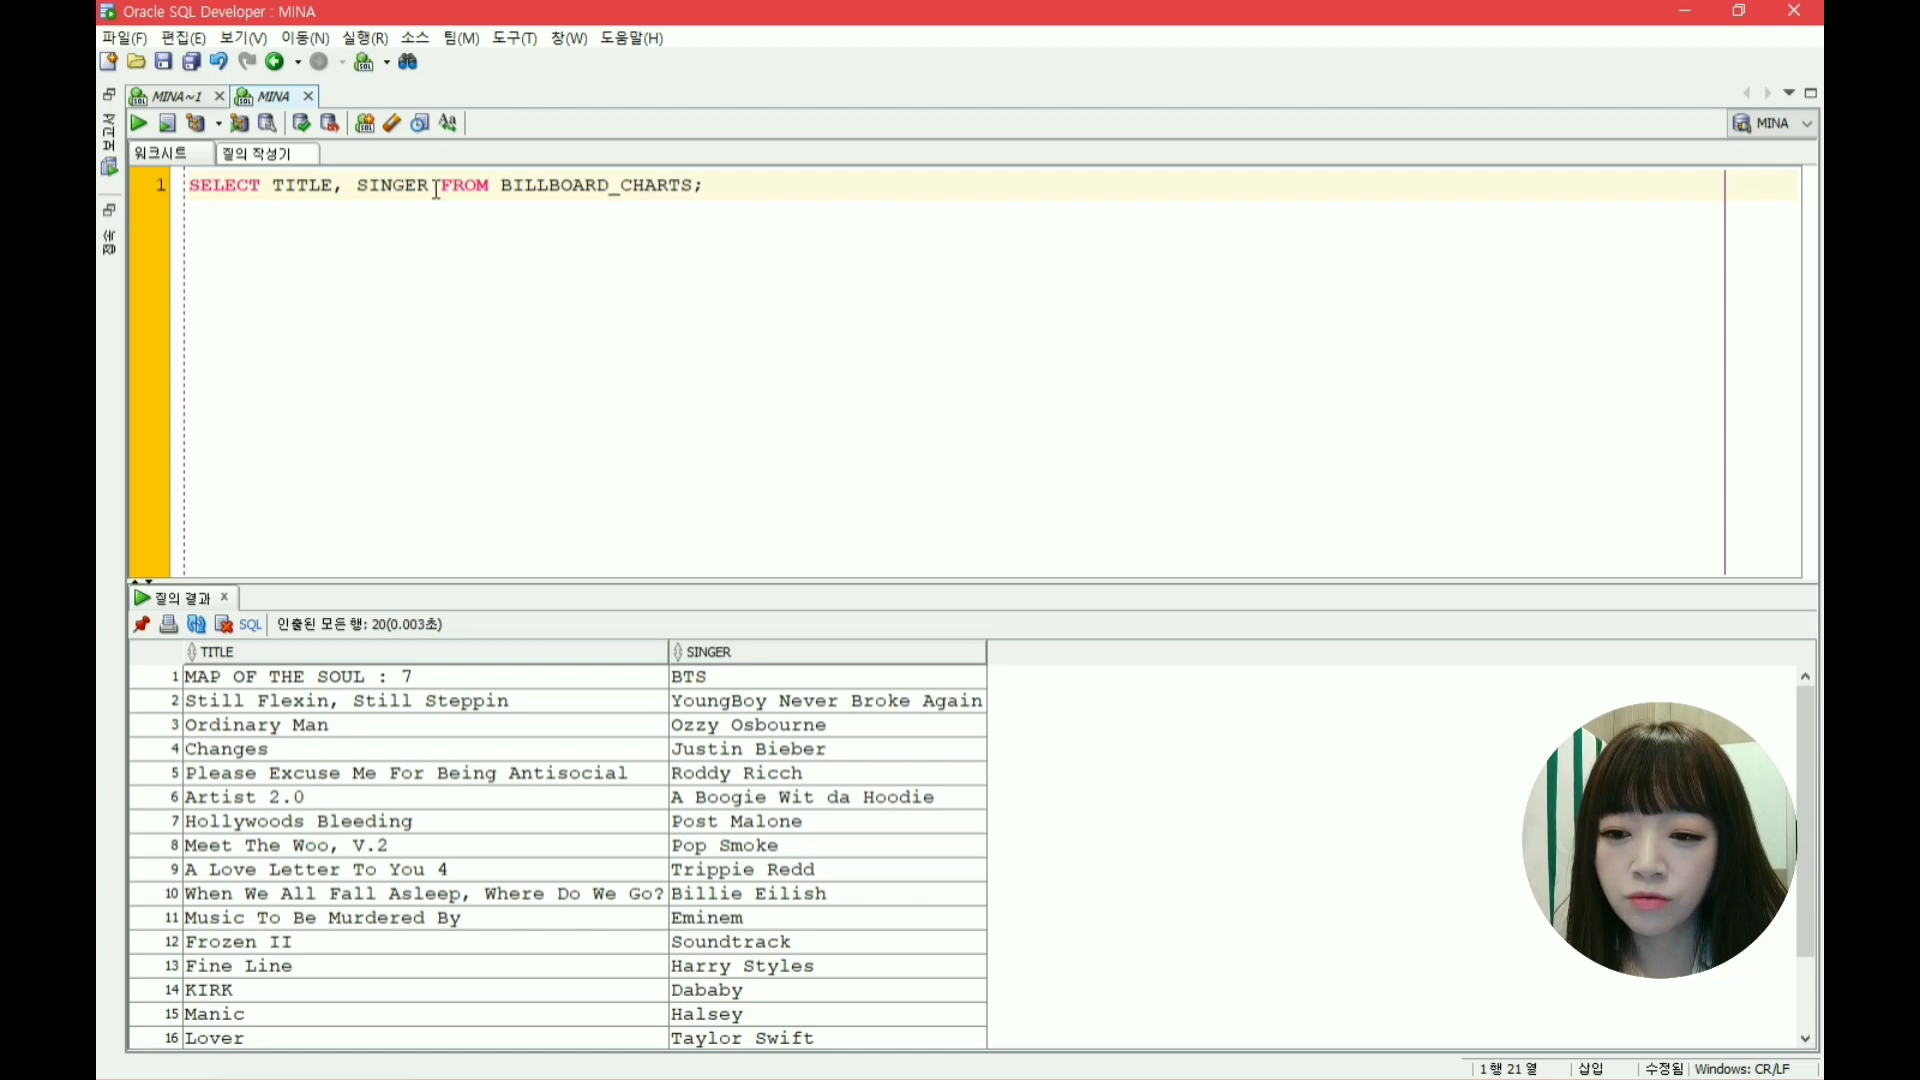 Oracle SQL Developer : MINA
파일(F) 편집(E) 보기(V) 이동(N) 실행(R) 소스 팀(M) 도구(T) 창(W) 도움말(H)
MINA~1 MINA
MINA
워크시트 질의 작성기
1 SELECT TITLE, SINGER FROM BILLBOARD_CHARTS;
접속
질의 결과
SQL 인출된 모든 행: 20(0.003초)
TITLE SINGER
1 MAP OF THE SOUL : 7 BTS
2 Still Flexin, Still Steppin YoungBoy Never Broke Again
3 Ordinary Man Ozzy Osbourne
4 Changes Justin Bieber
5 Please Excuse Me For Being Antisocial Roddy Ricch
6 Artist 2.0 A Boogie Wit da Hoodie
7 Hollywoods Bleeding Post Malone
8 Meet The Woo, V.2 Pop Smoke
9 A Love Letter To You 4 Trippie Redd
10 When We All Fall Asleep, Where Do We Go? Billie Eilish
11 Music To Be Murdered By Eminem
12 Frozen II Soundtrack
13 Fine Line Harry Styles
14 KIRK Dababy
15 Manic Halsey
16 Lover Taylor Swift
1 행 21 열 삽입 수정됨 Windows: CR/LF